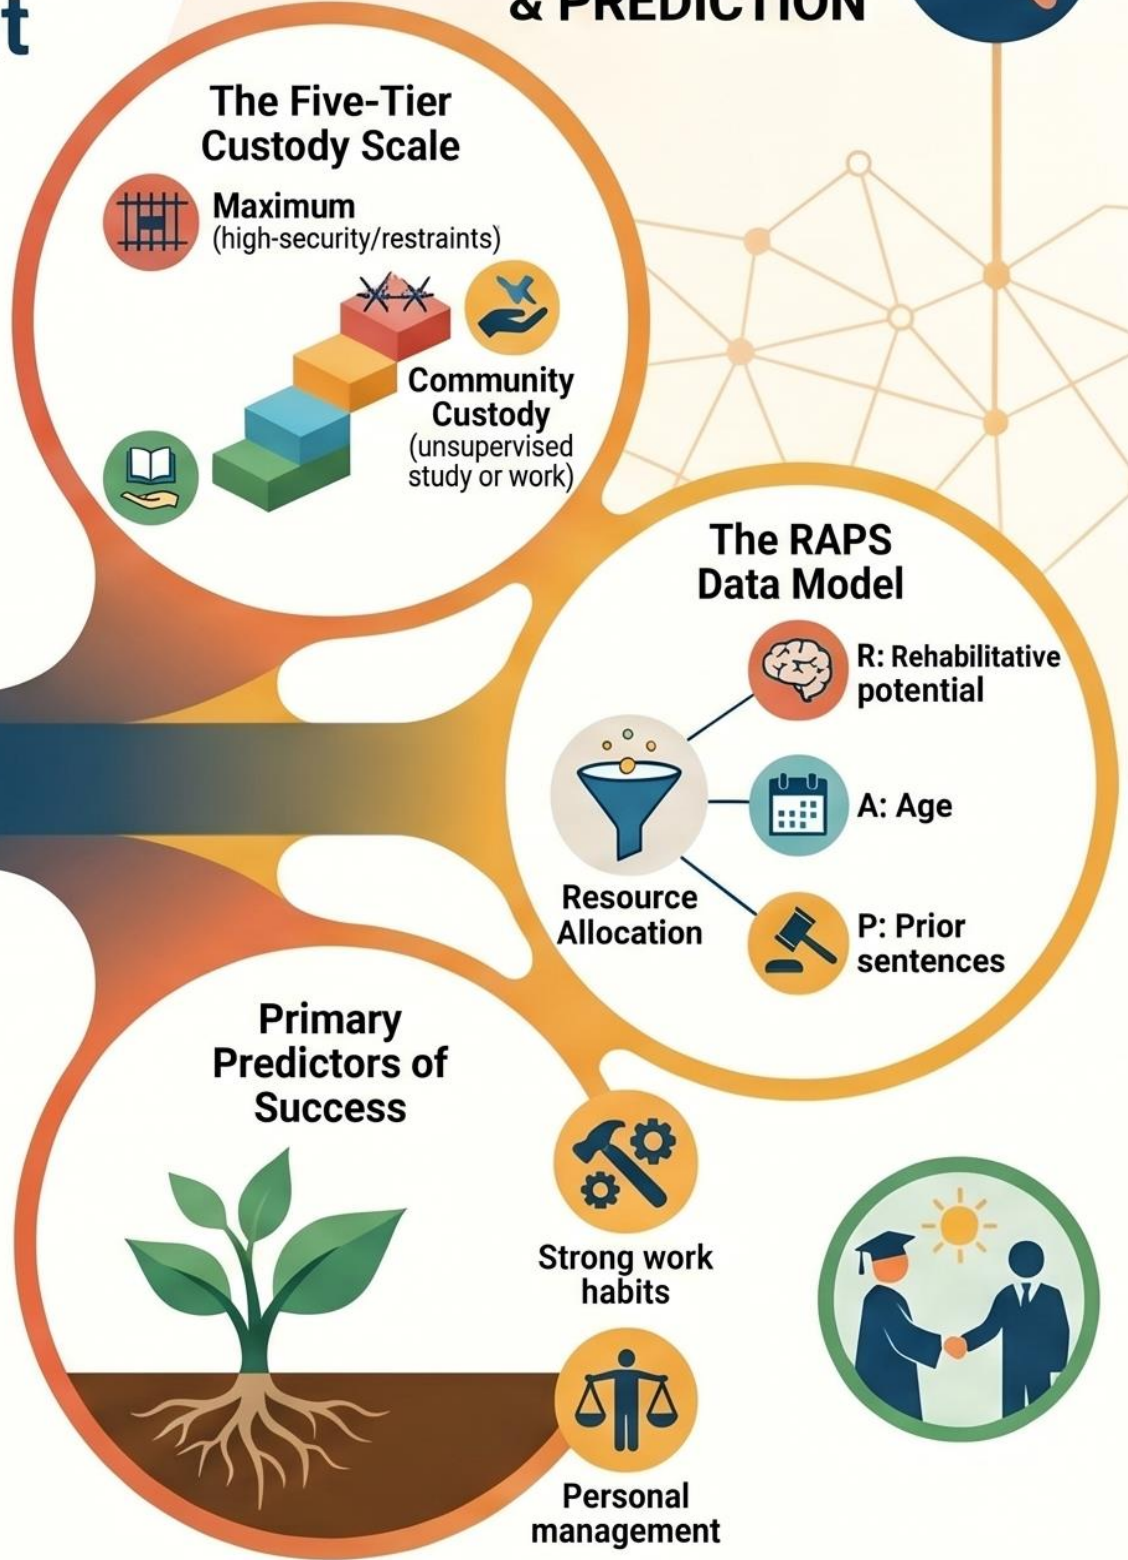 t
& PREDICTION
The Five-Tier
Custody Scale
Maximum
(high-security/restraints)
Community
Custody
(unsupervised
study or work)
The RAPS
Data Model
R: Rehabilitative
potential
A: Age
P: Prior
sentences
Resource
Allocation
Primary
Predictors of
Success
Strong work
habits
Personal
management